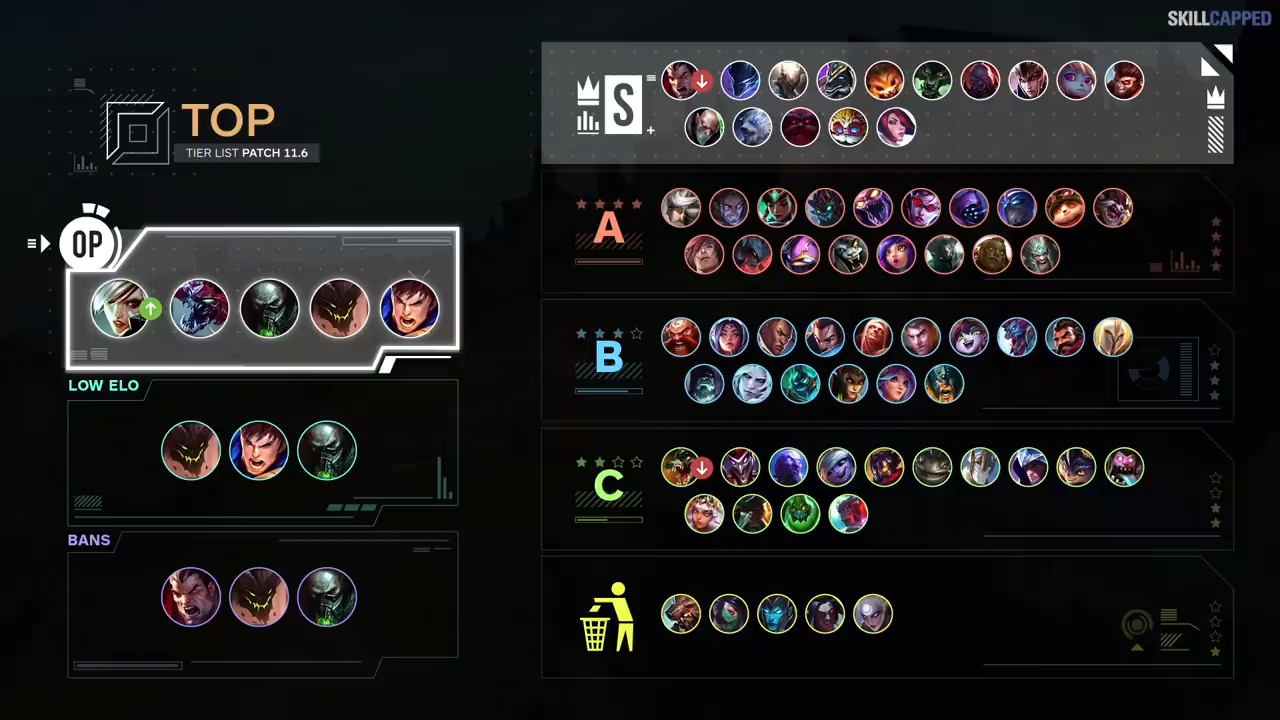 SKILLCAPPED
TOP
TIER LIST PATCH 11.6
OP
LOW ELO
BANS
S
+
A
B
C